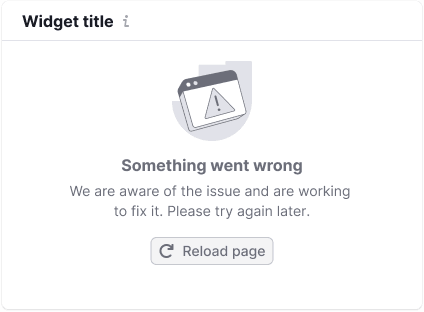 Widget title
Something went wrong
We are aware of the issue and are working
to fix it. Please try again later.
Reload page